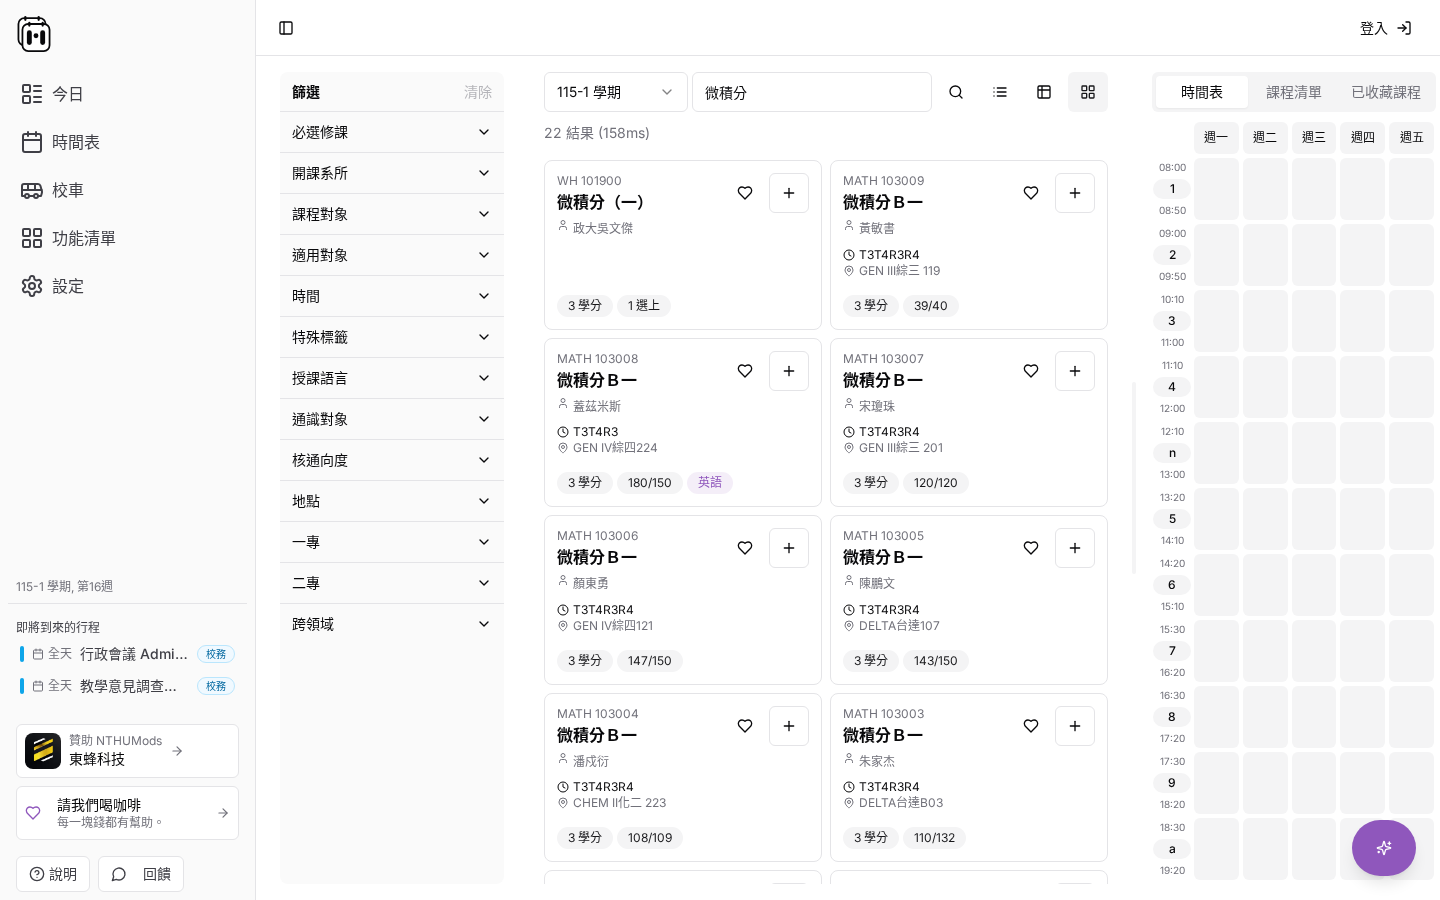 今日
時間表
校車
功能清單
設定
115-1 學期, 第16週
即將到來的行程
全天 行政會議 Admi... 校務
全天 教學意見調查... 校務
贊助 NTHUMods
東蜂科技
請我們喝咖啡
每一塊錢都有幫助。
說明
回饋
登入
篩選
清除
必選修課
開課系所
課程對象
適用對象
時間
特殊標籤
授課語言
通識對象
核通向度
地點
一專
二專
跨領域
115-1 學期
微積分
22 結果 (158ms)
WH 101900
微積分（一）
政大吳文傑
3 學分
1 選上
MATH 103009
微積分Ｂ一
黃敏書
T3T4R3R4
GEN III綜三 119
3 學分
39/40
MATH 103008
微積分Ｂ一
蓋茲米斯
T3T4R3
GEN IV綜四224
3 學分
180/150
英語
MATH 103007
微積分Ｂ一
宋瓊珠
T3T4R3R4
GEN III綜三 201
3 學分
120/120
MATH 103006
微積分Ｂ一
顏東勇
T3T4R3R4
GEN IV綜四121
3 學分
147/150
MATH 103005
微積分Ｂ一
陳鵬文
T3T4R3R4
DELTA台達107
3 學分
143/150
MATH 103004
微積分Ｂ一
潘戍衍
T3T4R3R4
CHEM II化二 223
3 學分
108/109
MATH 103003
微積分Ｂ一
朱家杰
T3T4R3R4
DELTA台達B03
3 學分
110/132
時間表
課程清單
已收藏課程
週一 週二 週三 週四 週五
08:00
1
08:50
09:00
2
09:50
10:10
3
11:00
11:10
4
12:00
12:10
n
13:00
13:20
5
14:10
14:20
6
15:10
15:30
7
16:20
16:30
8
17:20
17:30
9
18:20
18:30
a
19:20